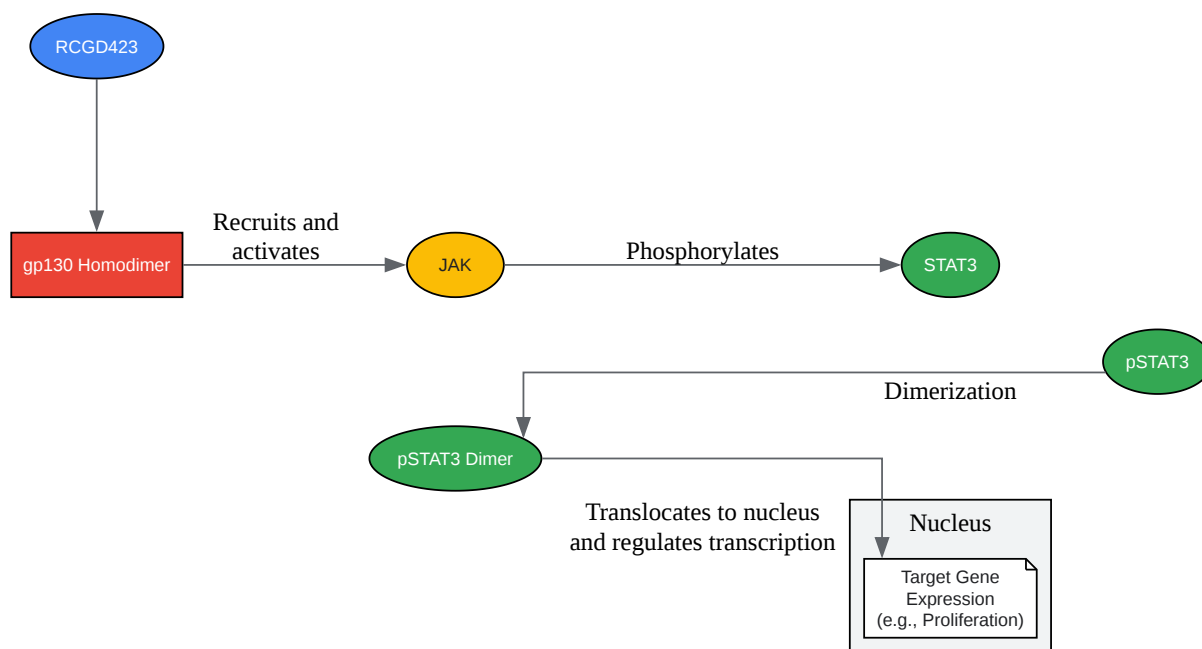 RCGD423
Recruits and
activates
gp130 Homodimer
JAK
Phosphorylates
STAT3
pSTAT3
Dimerization
pSTAT3 Dimer
Translocates to nucleus
and regulates transcription
Nucleus
Target Gene
Expression
(e.g., Proliferation)